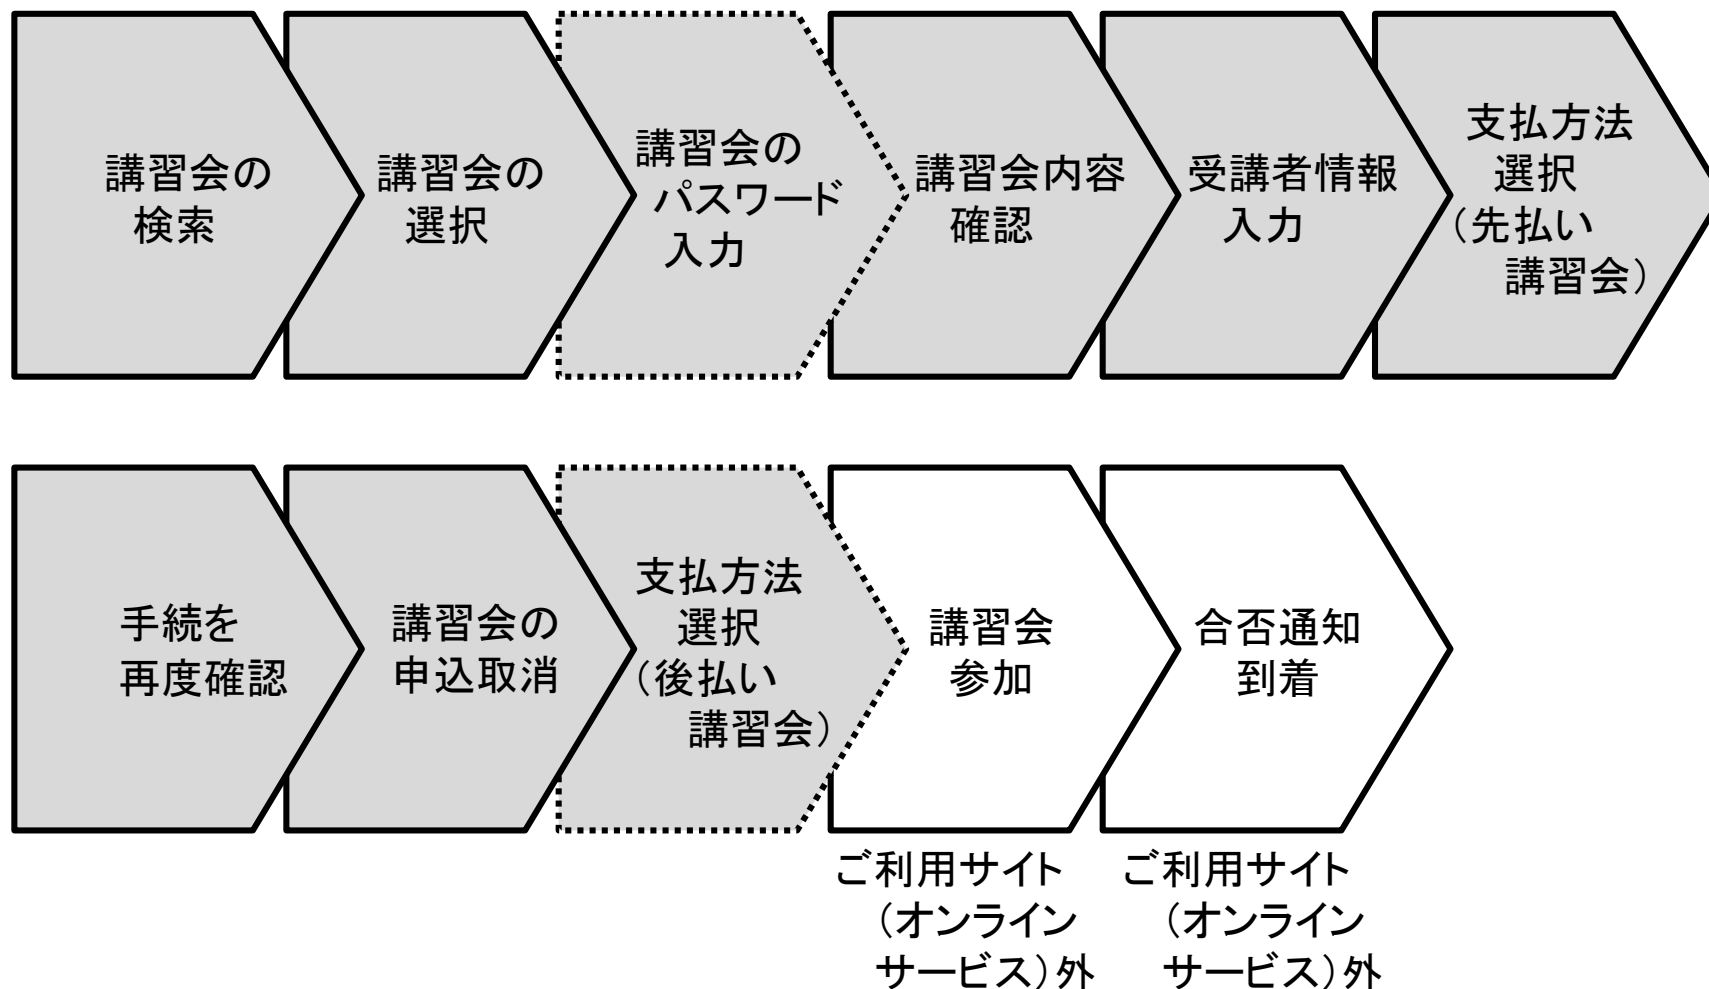 講習会の
検索
講習会の
選択
講習会の
パスワード
入力
講習会内容
確認
受講者情報
入力
支払方法
選択
（先払い
講習会）
手続を
再度確認
講習会の
申込取消
支払方法
選択
（後払い
講習会）
講習会
参加
合否通知
到着
ご利用サイト
（オンライン
サービス）外
ご利用サイト
（オンライン
サービス）外